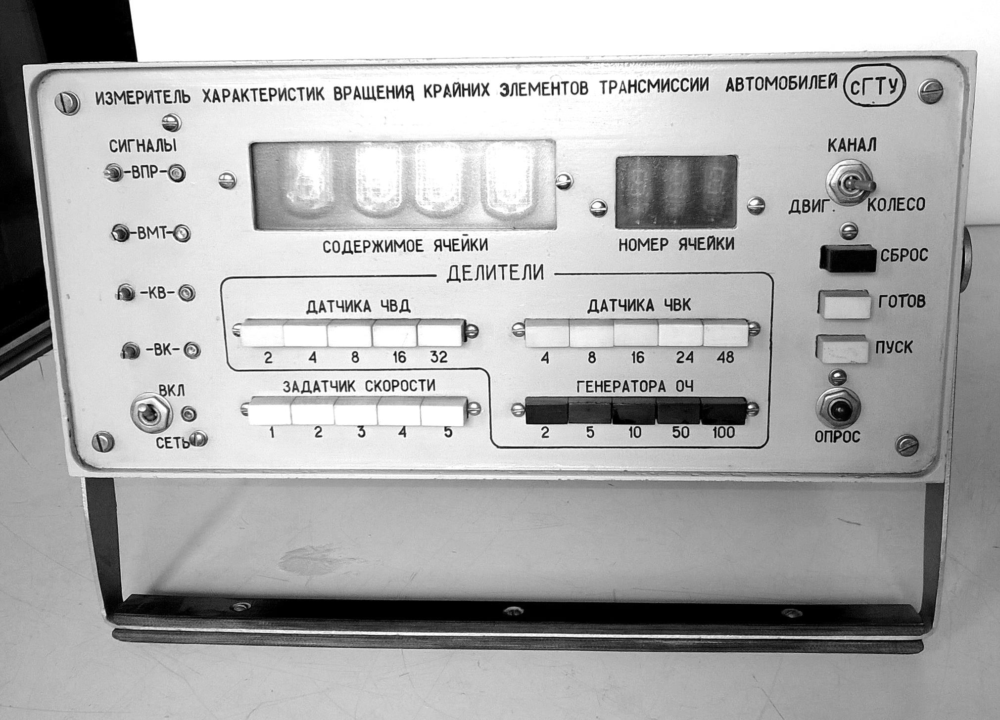 ИЗМЕРИТЕЛЬ ХАРАКТЕРИСТИК ВРАЩЕНИЯ КРАЙНИХ ЭЛЕМЕНТОВ ТРАНСМИССИИ АВТОМОБИЛЕЙ сГТУ
СИГНАЛЫ
-ВПР-
-ВМТ-
-КВ-
-ВК-
ВКЛ
СЕТЬ
СОДЕРЖИМОЕ ЯЧЕЙКИ
НОМЕР ЯЧЕЙКИ
ДЕЛИТЕЛИ
ДАТЧИКА ЧВД
2 4 8 16 32
ДАТЧИКА ЧВК
4 8 16 24 48
ЗАДАТЧИК СКОРОСТИ
1 2 3 4 5
ГЕНЕРАТОРА ОЧ
2 5 10 50 100
КАНАЛ
ДВИГ. КОЛЕСО
СБРОС
ГОТОВ
ПУСК
ОПРОС